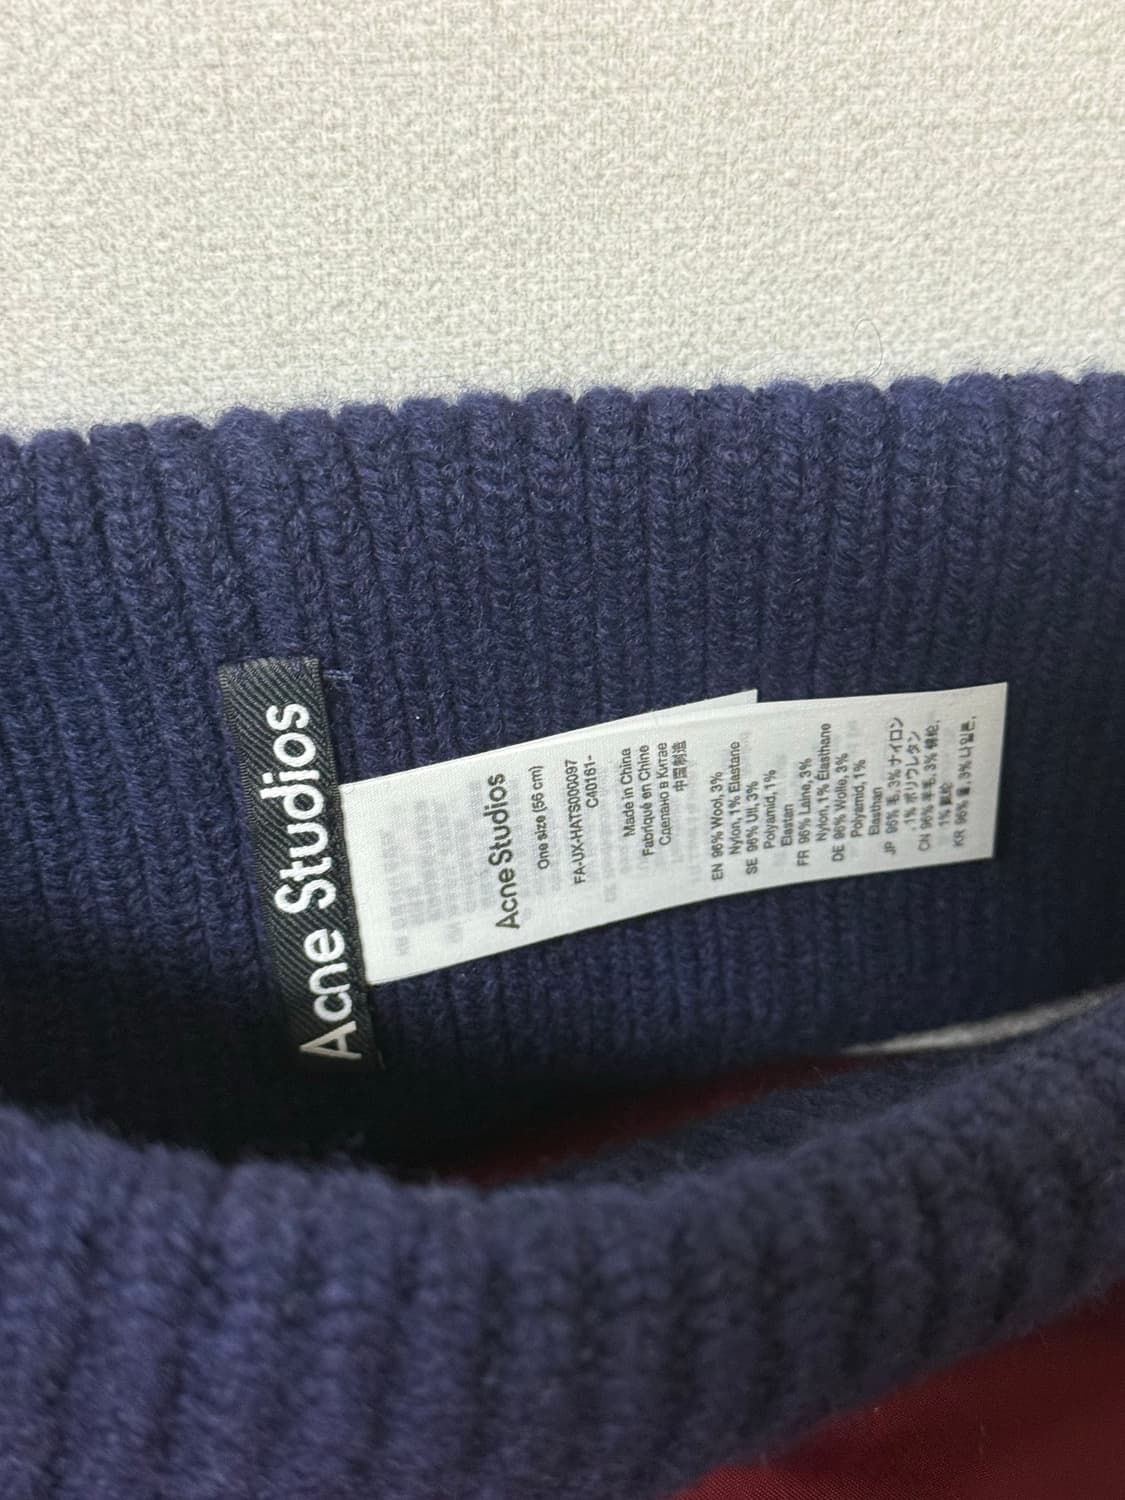 Acne Studios
Acne Studios
One size (56 cm)
FA-UX-HATS000097
C40161-
Made in China
Fabriqué en Chine
Сделано в Китае
中国制造
EN 96% Wool, 3%
Nylon, 1% Elastane
SE 96% Ull, 3%
Polyamid, 1%
Elastan
FR 96% Laine, 3%
Nylon, 1% Élasthane
DE 96% Wolle, 3%
Polyamid, 1%
Elasthan
JP 96% 毛, 3% ナイロン
, 1% ポリウレタン
CN 96% 羊毛, 3% 锦纶,
1% 氨纶
KR 96% 울, 3% 나일론,